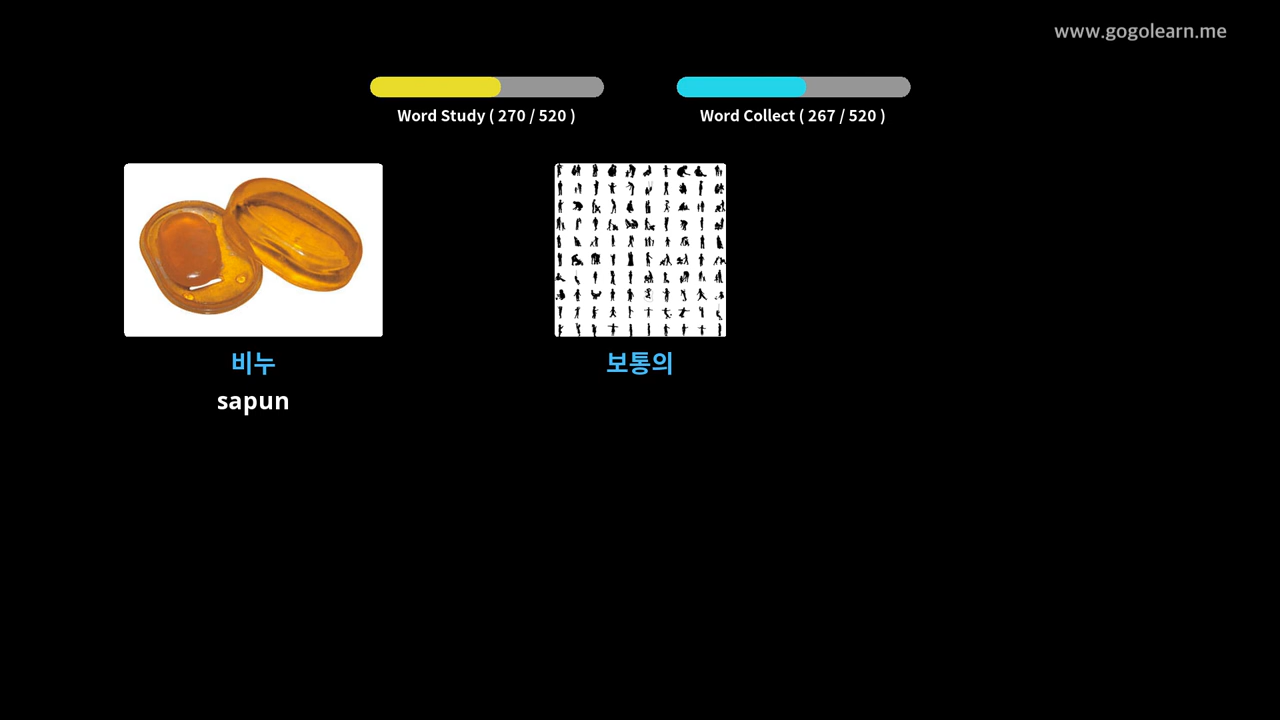 www.gogolearn.me
Word Study ( 270 / 520 )
Word Collect ( 267 / 520 )
비누
sapun
보통의